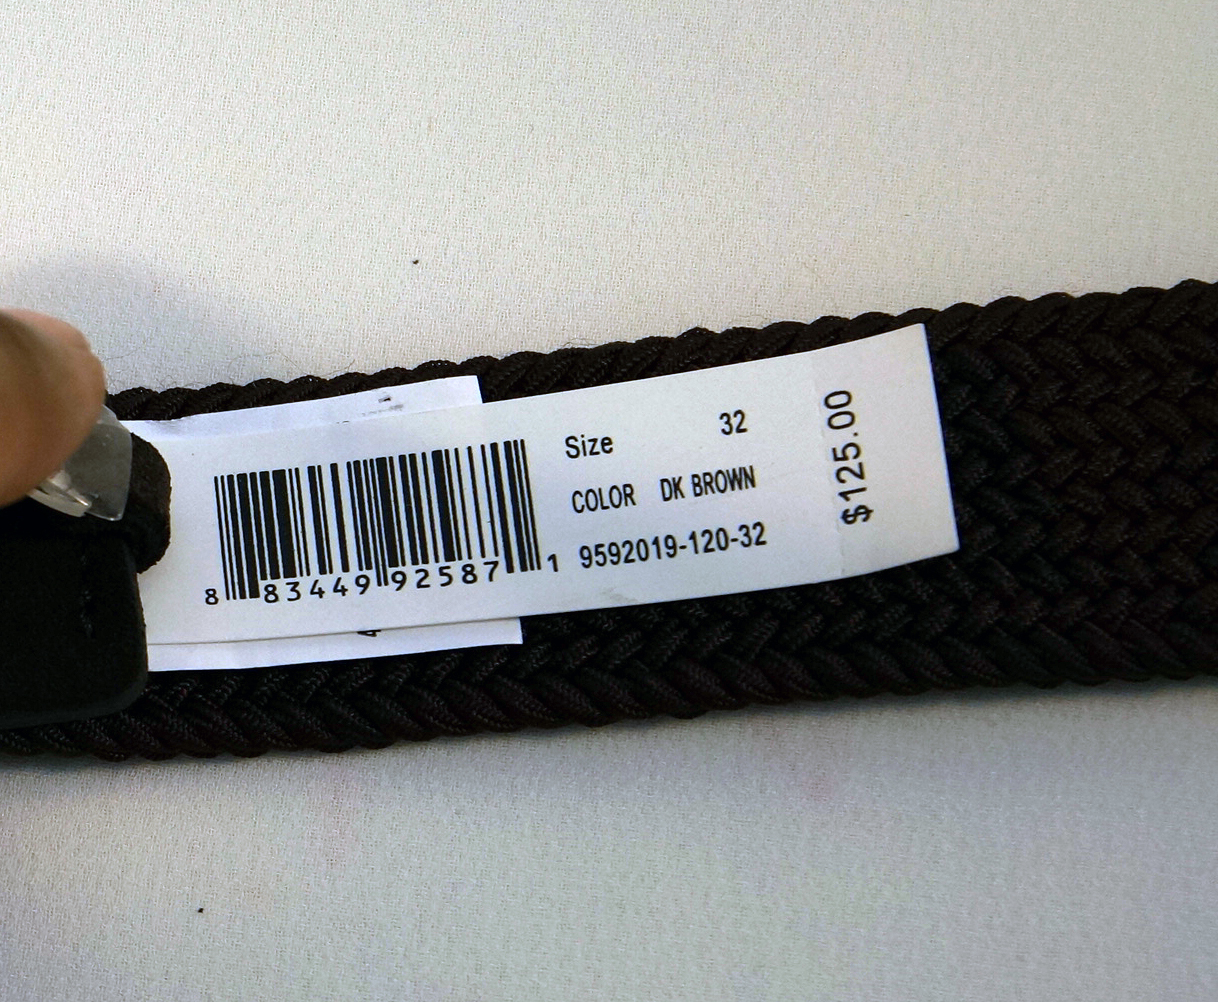 Size 32
COLOR DK BROWN
9592019-120-32
$125.00
8 83449 92587 1